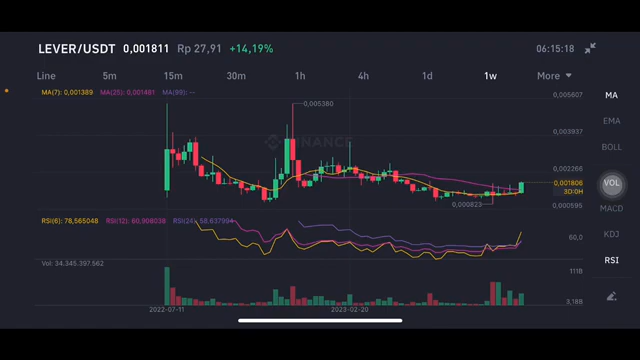 LEVER/USDT 0,001811 Rp 27,91 +14,19% 06:15:18
Line 5m 15m 30m 1h 4h 1d 1w More
MA(7): 0,001389 MA(25): 0,001481 MA(99): --
0,005607
MA
0,005380
EMA
0,003937
BINANCE
BOLL
0,002266
0,001806
3D:0H
VOL
0,000823
0,000595
MACD
RSI(6): 78,565048 RSI(12): 60,908038 RSI(24): 58,637994
60,0
KDJ
Vol: 34.345.397.562
RSI
111B
3,18B
2022-07-11 2023-02-20